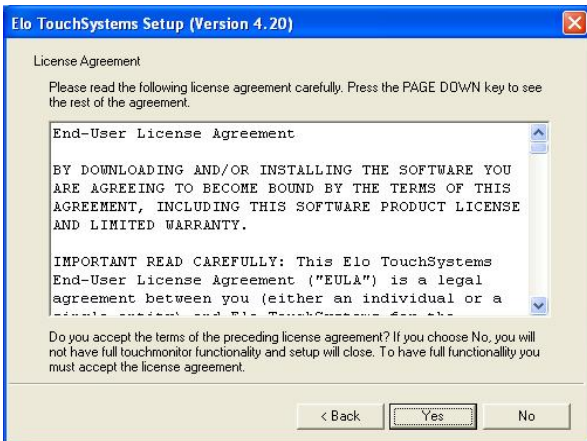 Elo TouchSystems Setup (Version 4.20)
License Agreement
Please read the following license agreement carefully. Press the PAGE DOWN key to see
the rest of the agreement.
End-User License Agreement
BY DOWNLOADING AND/OR INSTALLING THE SOFTWARE YOU
ARE AGREEING TO BECOME BOUND BY THE TERMS OF THIS
AGREEMENT, INCLUDING THIS SOFTWARE PRODUCT LICENSE
AND LIMITED WARRANTY.
IMPORTANT READ CAREFULLY: This Elo TouchSystems
End-User License Agreement ("EULA") is a legal
agreement between you (either an individual or a
Do you accept the terms of the preceding license agreement? If you choose No, you will
not have full touchmonitor functionality and setup will close. To have full functionallity you
must accept the license agreement.
< Back
Yes
No